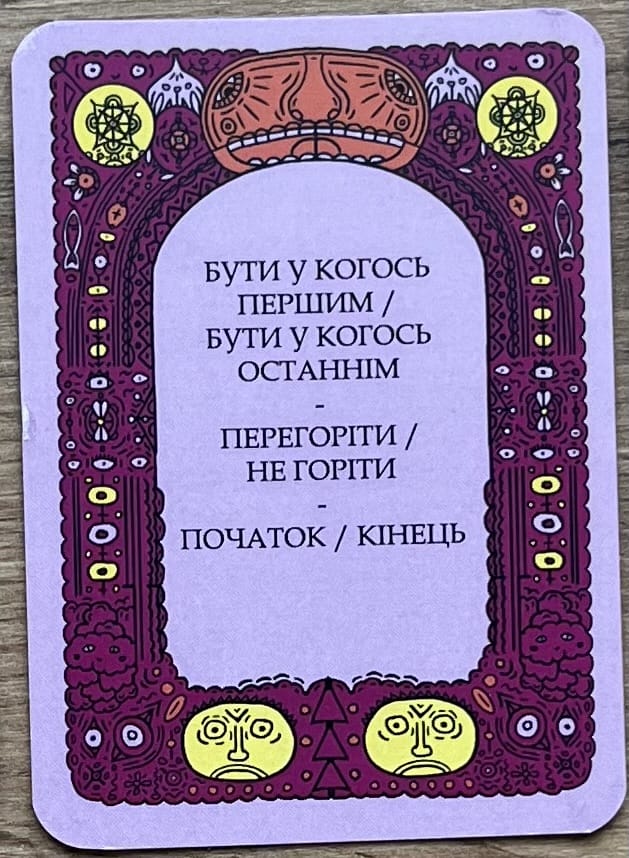 БУТИ У КОГОСЬ
ПЕРШИМ /
БУТИ У КОГОСЬ
ОСТАННІМ
-
ПЕРЕГОРІТИ /
НЕ ГОРІТИ
-
ПОЧАТОК / КІНЕЦЬ